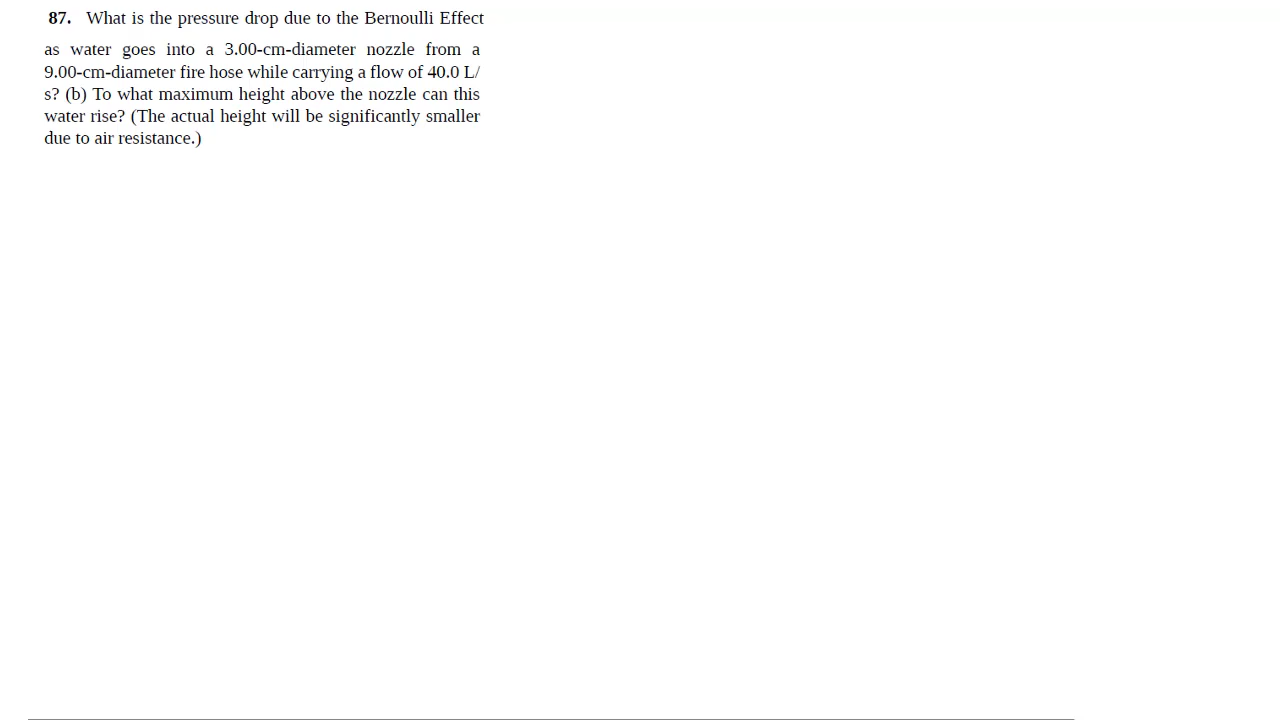 87. What is the pressure drop due to the Bernoulli Effect
as water goes into a 3.00-cm-diameter nozzle from a
9.00-cm-diameter fire hose while carrying a flow of 40.0 L/
s? (b) To what maximum height above the nozzle can this
water rise? (The actual height will be significantly smaller
due to air resistance.)